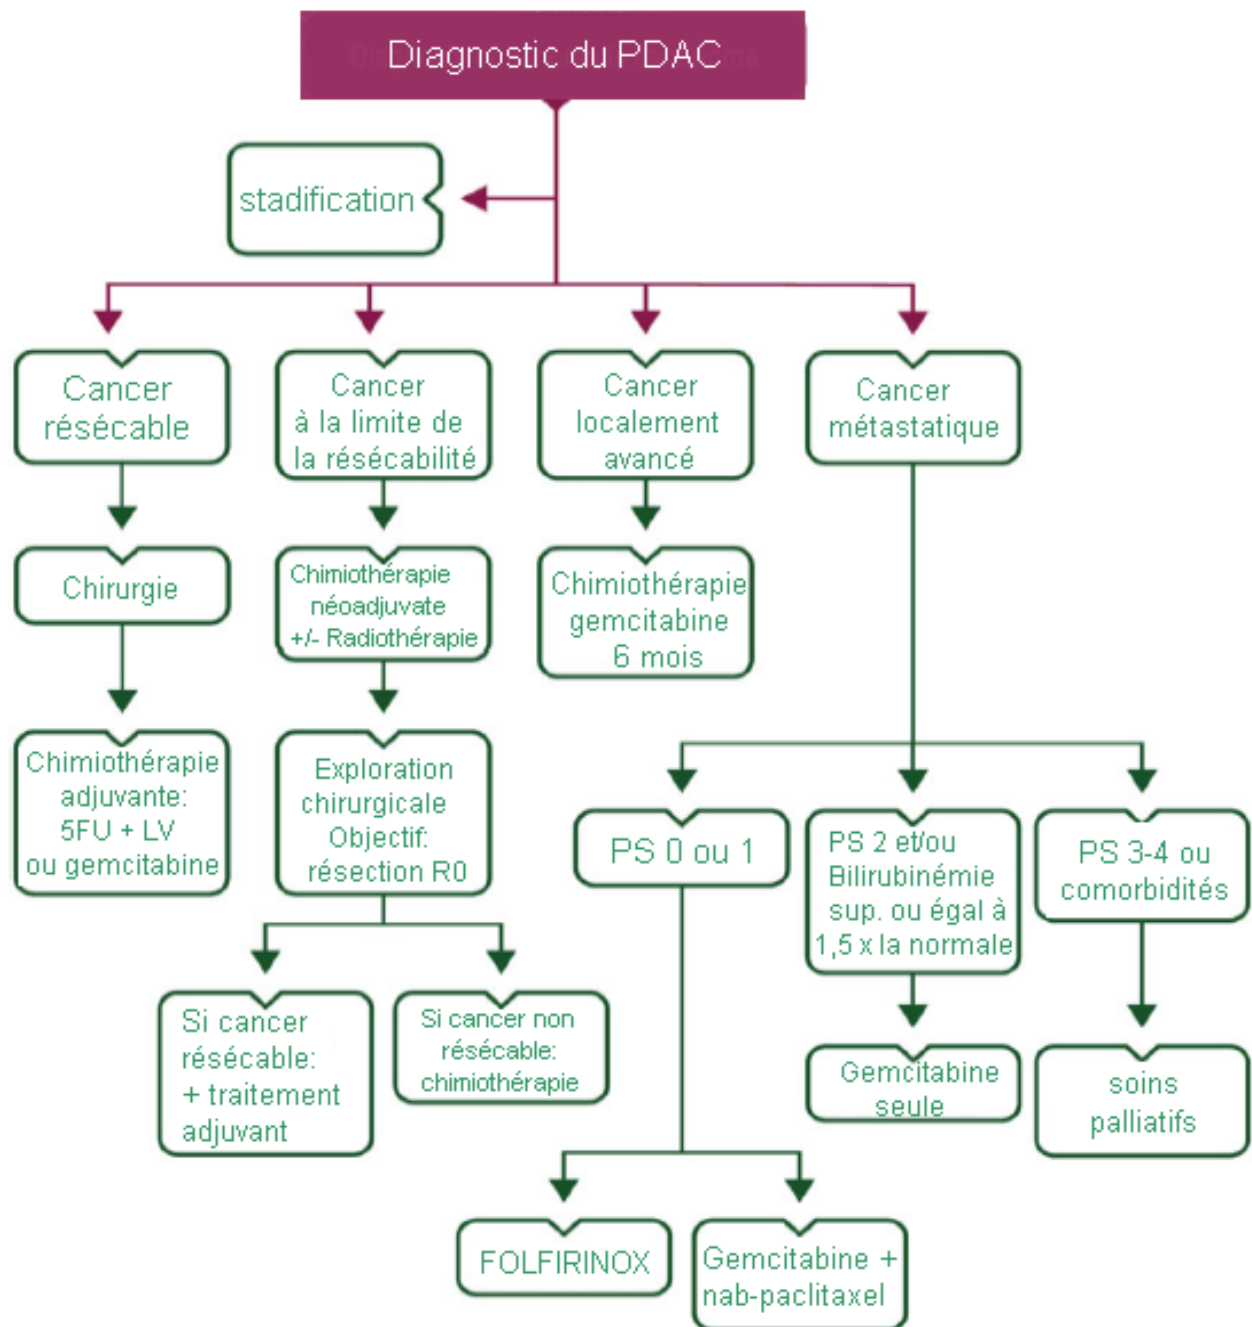 Diagnostic du PDAC
stadification
Cancer
résécable
Cancer
à la limite de
la résécabilité
Cancer
localement
avancé
Cancer
métastatique
Chirurgie
Chimiothérapie
néoadjuvate
+/- Radiothérapie
Chimiothérapie
gemcitabine
6 mois
Chimiothérapie
adjuvante:
5FU + LV
ou gemcitabine
Exploration
chirurgicale
Objectif:
résection R0
PS 0 ou 1
PS 2 et/ou
Bilirubinémie
sup. ou égal à
1,5 x la normale
PS 3-4 ou
comorbidités
Si cancer
résécable:
+ traitement
adjuvant
Si cancer non
résécable:
chimiothérapie
Gemcitabine
seule
soins
palliatifs
FOLFIRINOX
Gemcitabine +
nab-paclitaxel